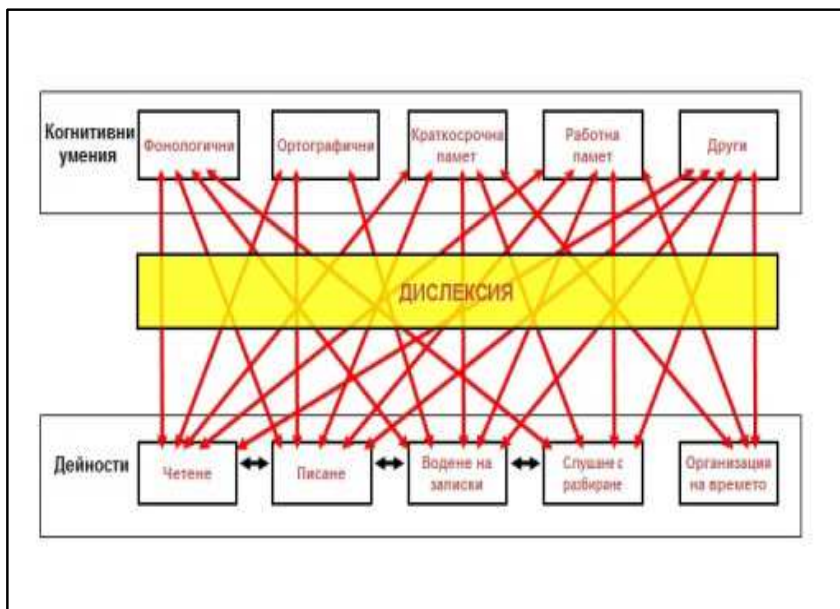 Когнитивни
умения
Фонологични
Ортографични
Краткосрочна
памет
Работна
памет
Други
ДИСЛЕКСИЯ
Дейности
Четене
Писане
Водене на
записки
Слушане с
разбиране
Организация
на времето